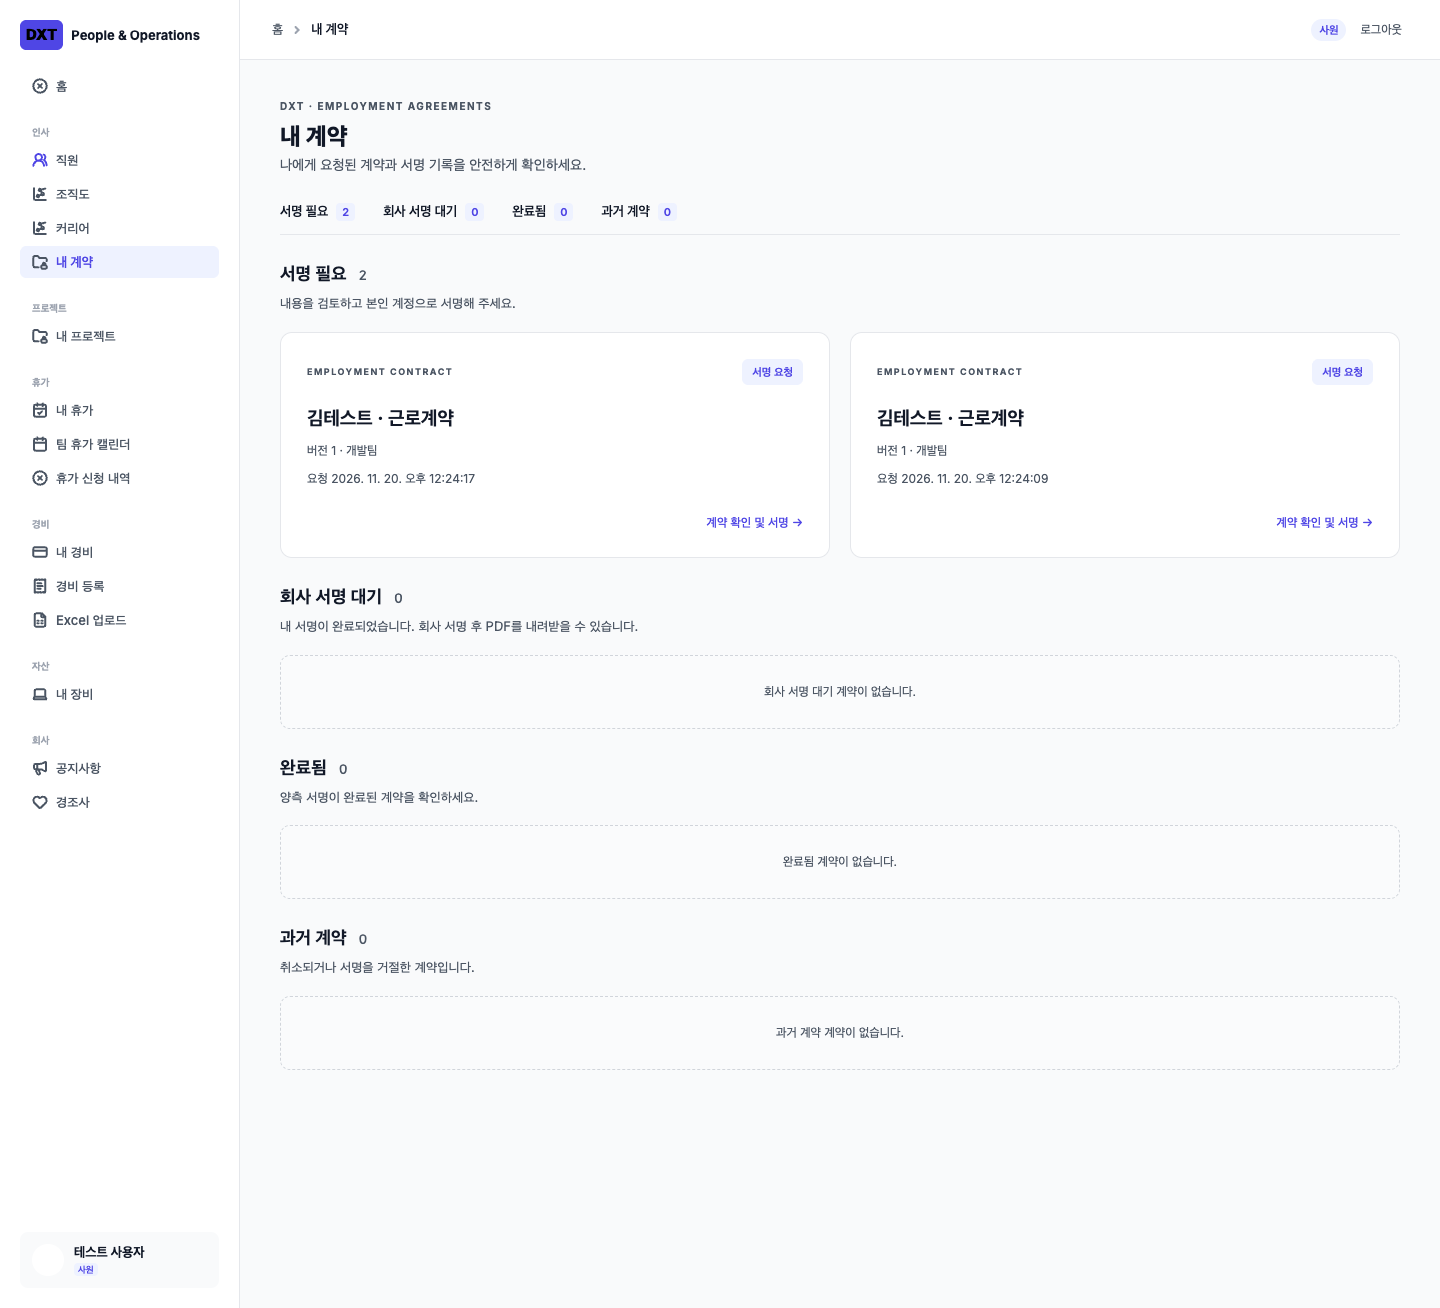 DXT People & Operations
홈
인사
직원
조직도
커리어
내 계약
프로젝트
내 프로젝트
휴가
내 휴가
팀 휴가 캘린더
휴가 신청 내역
경비
내 경비
경비 등록
Excel 업로드
자산
내 장비
회사
공지사항
경조사
테스트 사용자
사원
홈 내 계약
사원 로그아웃
DXT · EMPLOYMENT AGREEMENTS
내 계약
나에게 요청된 계약과 서명 기록을 안전하게 확인하세요.
서명 필요 2 회사 서명 대기 0 완료됨 0 과거 계약 0
서명 필요 2
내용을 검토하고 본인 계정으로 서명해 주세요.
EMPLOYMENT CONTRACT 서명 요청
김테스트 · 근로계약
버전 1 · 개발팀
요청 2026. 11. 20. 오후 12:24:17
계약 확인 및 서명 →
EMPLOYMENT CONTRACT 서명 요청
김테스트 · 근로계약
버전 1 · 개발팀
요청 2026. 11. 20. 오후 12:24:09
계약 확인 및 서명 →
회사 서명 대기 0
내 서명이 완료되었습니다. 회사 서명 후 PDF를 내려받을 수 있습니다.
회사 서명 대기 계약이 없습니다.
완료됨 0
양측 서명이 완료된 계약을 확인하세요.
완료됨 계약이 없습니다.
과거 계약 0
취소되거나 서명을 거절한 계약입니다.
과거 계약 계약이 없습니다.